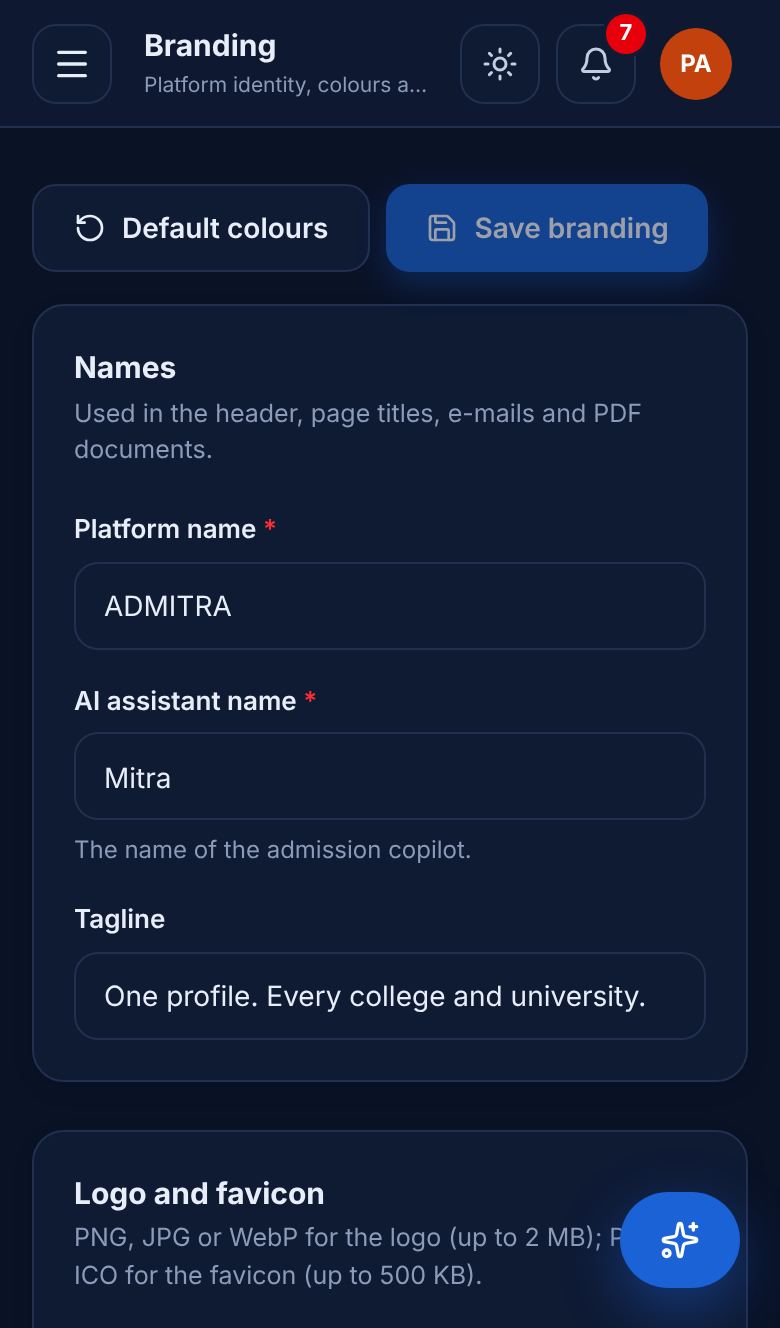 Branding
Platform identity, colours a...
7
PA
Default colours
Save branding
Names
Used in the header, page titles, e-mails and PDF
documents.
Platform name *
ADMITRA
AI assistant name *
Mitra
The name of the admission copilot.
Tagline
One profile. Every college and university.
Logo and favicon
PNG, JPG or WebP for the logo (up to 2 MB);
ICO for the favicon (up to 500 KB).